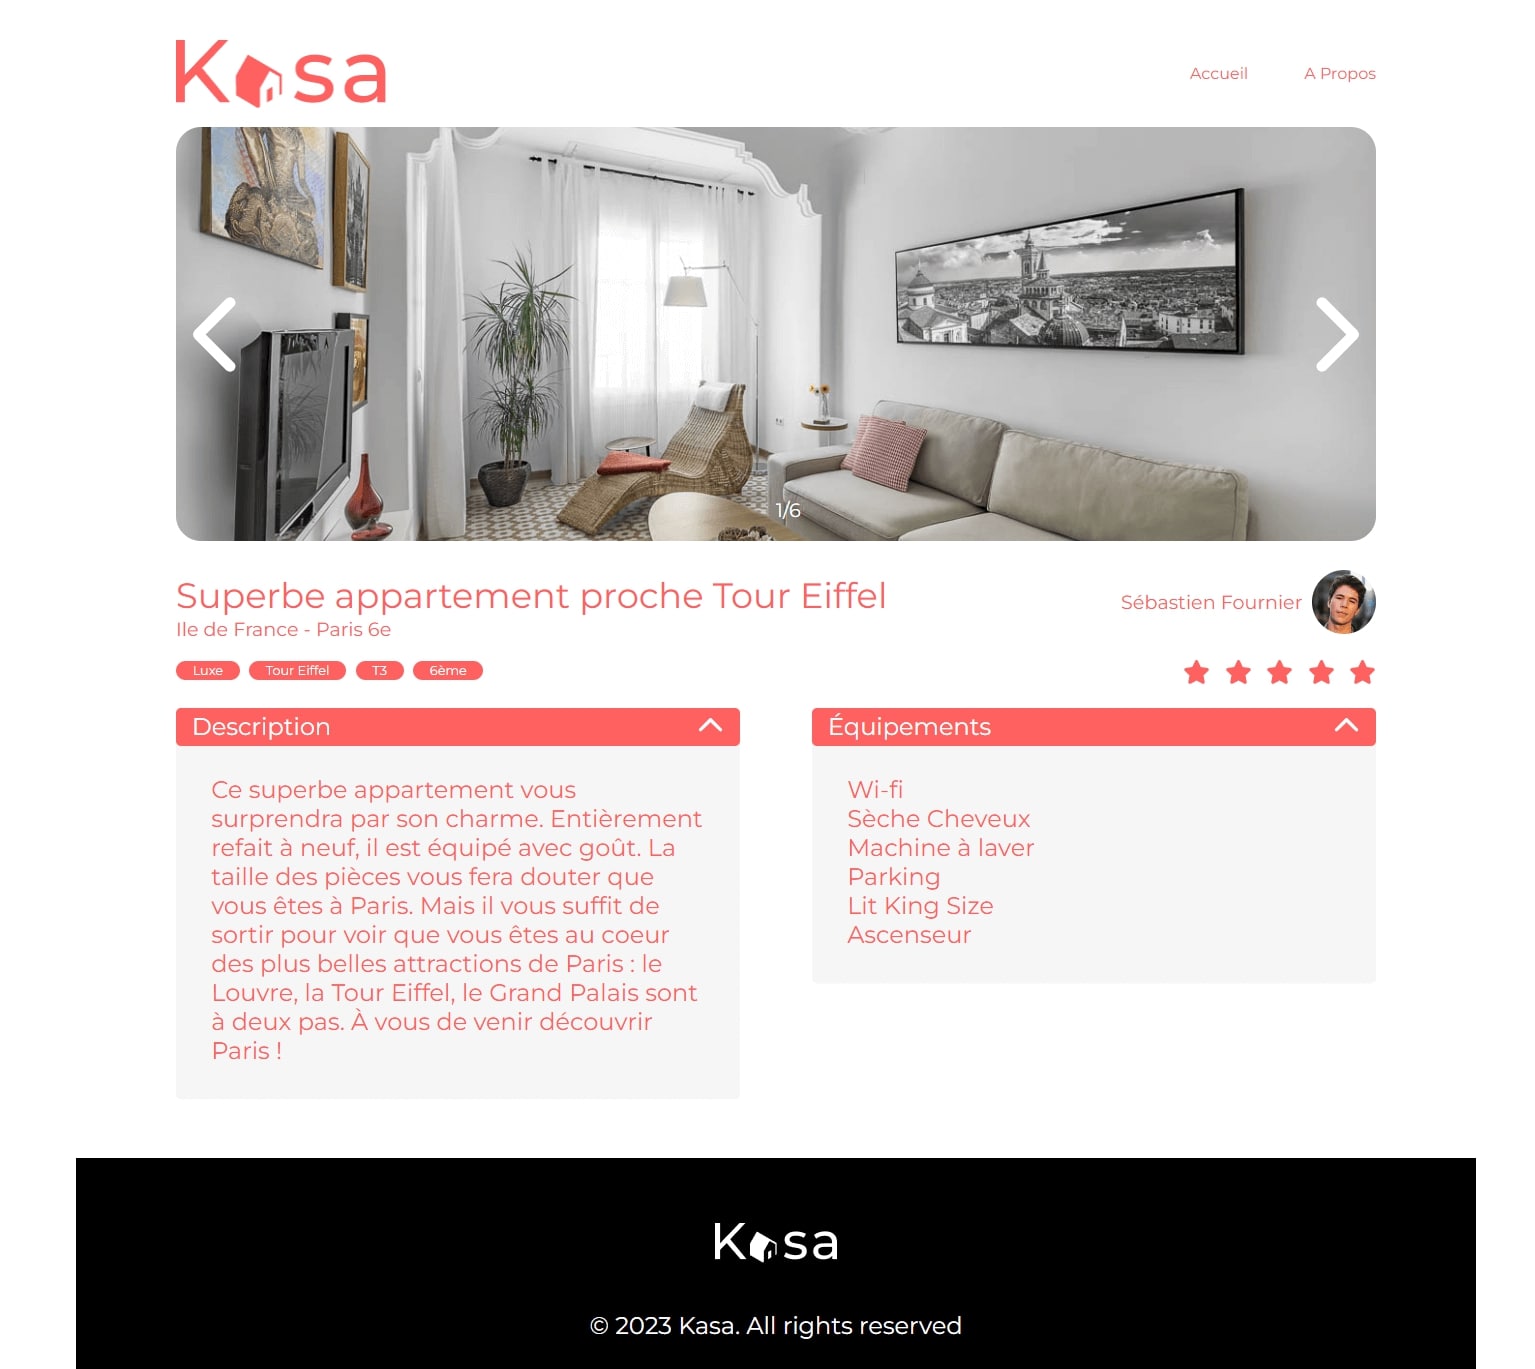 Kasa
Accueil
A Propos
1/6
Superbe appartement proche Tour Eiffel
Ile de France - Paris 6e
Sébastien Fournier
Luxe
Tour Eiffel
T3
6ème
Description
Ce superbe appartement vous
surprendra par son charme. Entièrement
refait à neuf, il est équipé avec goût. La
taille des pièces vous fera douter que
vous êtes à Paris. Mais il vous suffit de
sortir pour voir que vous êtes au coeur
des plus belles attractions de Paris : le
Louvre, la Tour Eiffel, le Grand Palais sont
à deux pas. À vous de venir découvrir
Paris !
Équipements
Wi-fi
Sèche Cheveux
Machine à laver
Parking
Lit King Size
Ascenseur
Kasa
© 2023 Kasa. All rights reserved